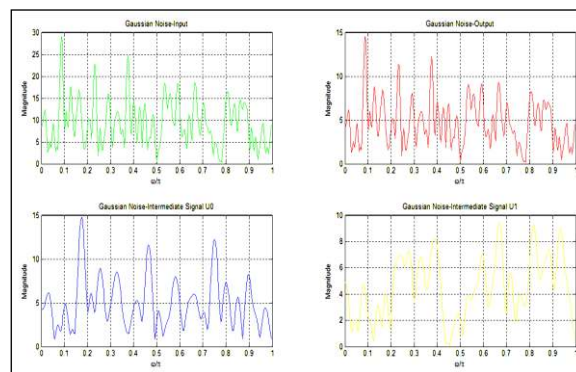 Gaussian Noise-Input
Magnitude
30
25
20
15
10
5
0
0 0.1 0.2 0.3 0.4 0.5 0.6 0.7 0.8 0.9 1
ω/π
Gaussian Noise-Output
Magnitude
15
10
5
0
0 0.1 0.2 0.3 0.4 0.5 0.6 0.7 0.8 0.9 1
ω/π
Gaussian Noise-Intermediate Signal U0
Magnitude
15
10
5
0
0 0.1 0.2 0.3 0.4 0.5 0.6 0.7 0.8 0.9 1
ω/π
Gaussian Noise-Intermediate Signal U1
Magnitude
10
8
6
4
2
0
0 0.1 0.2 0.3 0.4 0.5 0.6 0.7 0.8 0.9 1
ω/π